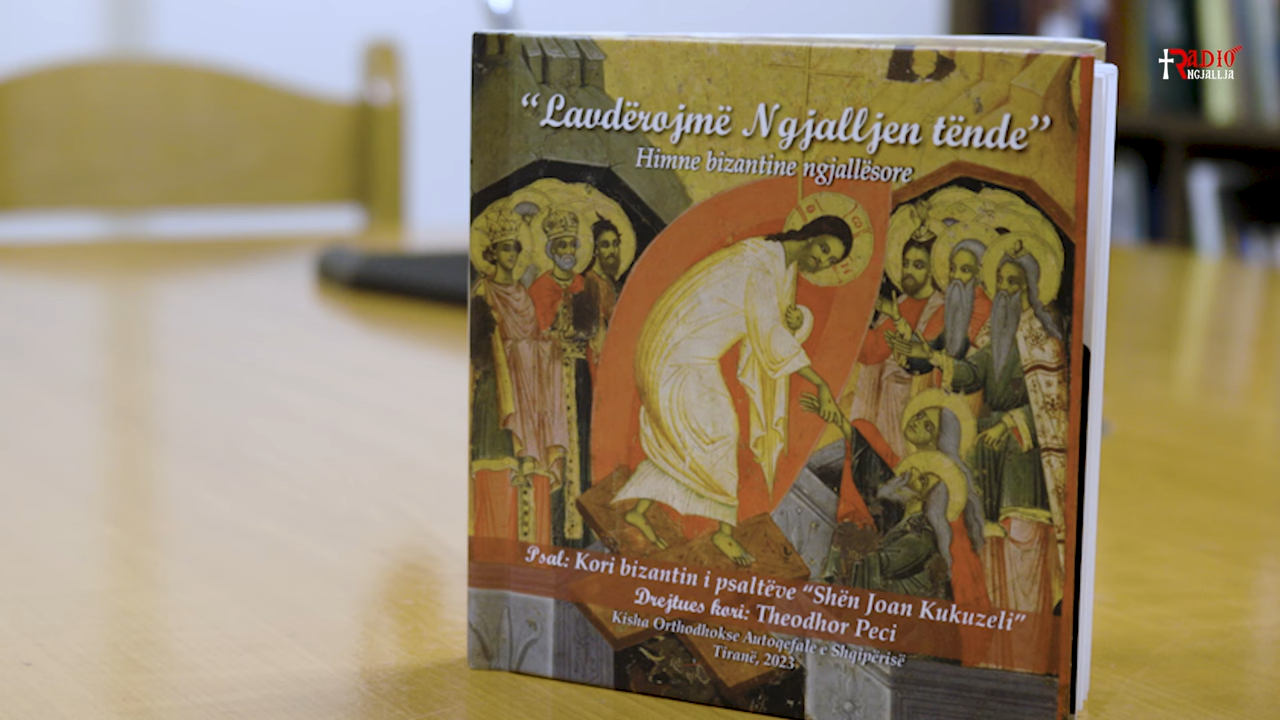 RADIO
NGJALLJA
“Lavdërojmë Ngjalljen tënde”
Himne bizantine ngjallësore
Psal: Kori bizantin i psaltëve “Shën Joan Kukuzeli”
Drejtues kori: Theodhor Peci
Kisha Orthodhokse Autoqefale e Shqipërisë
Tiranë, 2023